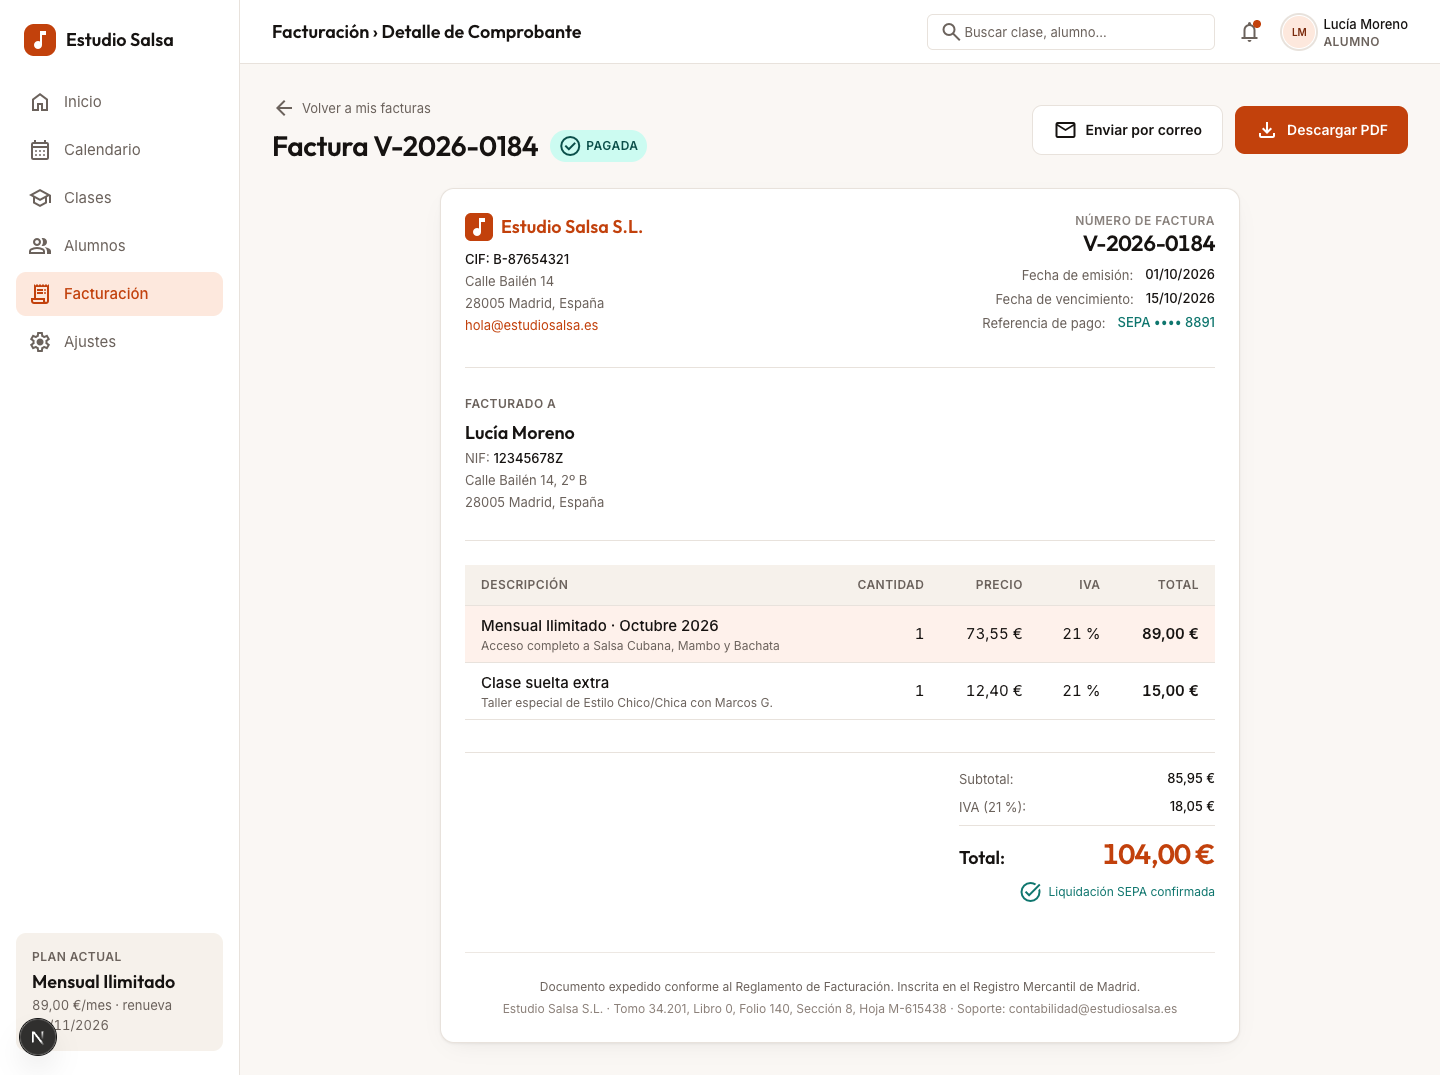 Estudio Salsa
Inicio
Calendario
Clases
Alumnos
Facturación
Ajustes
PLAN ACTUAL
Mensual Ilimitado
89,00 €/mes · renueva
/11/2026
N
Facturación › Detalle de Comprobante
Buscar clase, alumno...
LM
Lucía Moreno
ALUMNO
Volver a mis facturas
Factura V-2026-0184
PAGADA
Enviar por correo
Descargar PDF
Estudio Salsa S.L.
CIF: B-87654321
Calle Bailén 14
28005 Madrid, España
hola@estudiosalsa.es
NÚMERO DE FACTURA
V-2026-0184
Fecha de emisión: 01/10/2026
Fecha de vencimiento: 15/10/2026
Referencia de pago: SEPA •••• 8891
FACTURADO A
Lucía Moreno
NIF: 12345678Z
Calle Bailén 14, 2º B
28005 Madrid, España
DESCRIPCIÓN CANTIDAD PRECIO IVA TOTAL
Mensual Ilimitado · Octubre 2026 1 73,55 € 21 % 89,00 €
Acceso completo a Salsa Cubana, Mambo y Bachata
Clase suelta extra 1 12,40 € 21 % 15,00 €
Taller especial de Estilo Chico/Chica con Marcos G.
Subtotal: 85,95 €
IVA (21 %): 18,05 €
Total: 104,00 €
Liquidación SEPA confirmada
Documento expedido conforme al Reglamento de Facturación. Inscrita en el Registro Mercantil de Madrid.
Estudio Salsa S.L. · Tomo 34.201, Libro 0, Folio 140, Sección 8, Hoja M-615438 · Soporte: contabilidad@estudiosalsa.es